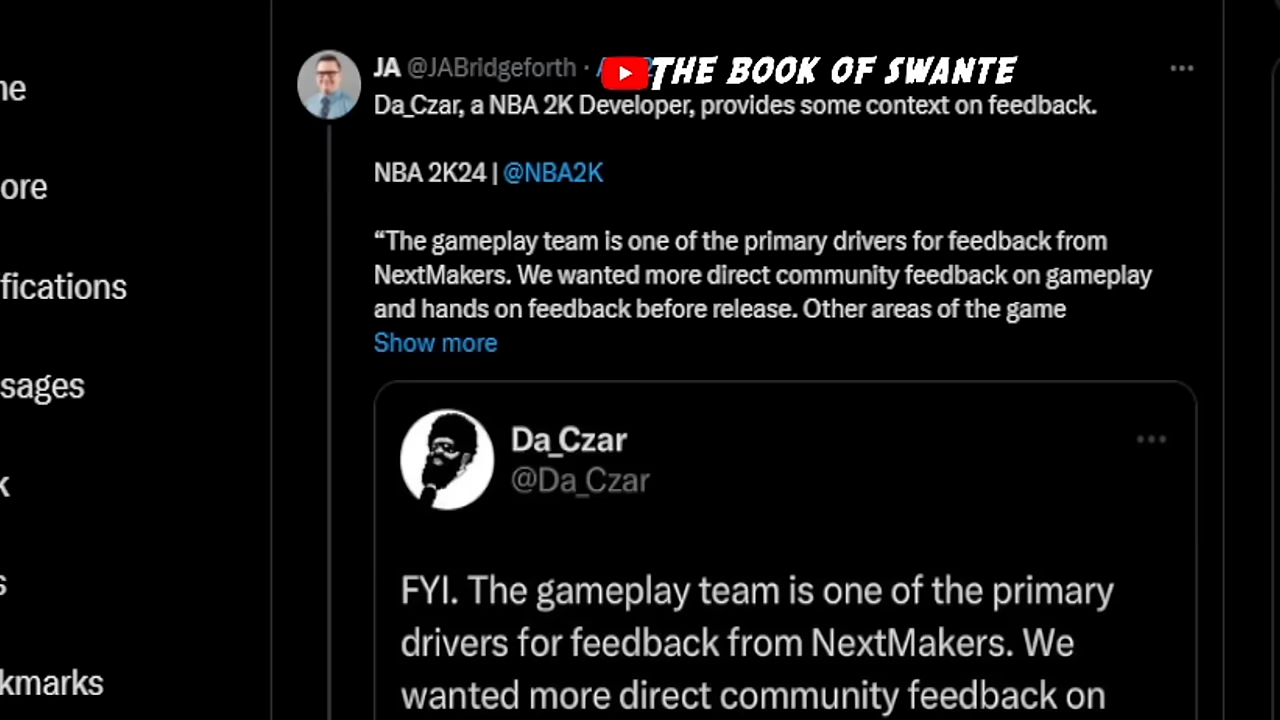 JA @JABridgeforth ·
THE BOOK OF SWANTE
Da_Czar, a NBA 2K Developer, provides some context on feedback.
NBA 2K24 | @NBA2K
“The gameplay team is one of the primary drivers for feedback from
NextMakers. We wanted more direct community feedback on gameplay
and hands on feedback before release. Other areas of the game
Show more
Da_Czar
@Da_Czar
FYI. The gameplay team is one of the primary
drivers for feedback from NextMakers. We
wanted more direct community feedback on
ne
ore
fications
sages
k
s
kmarks